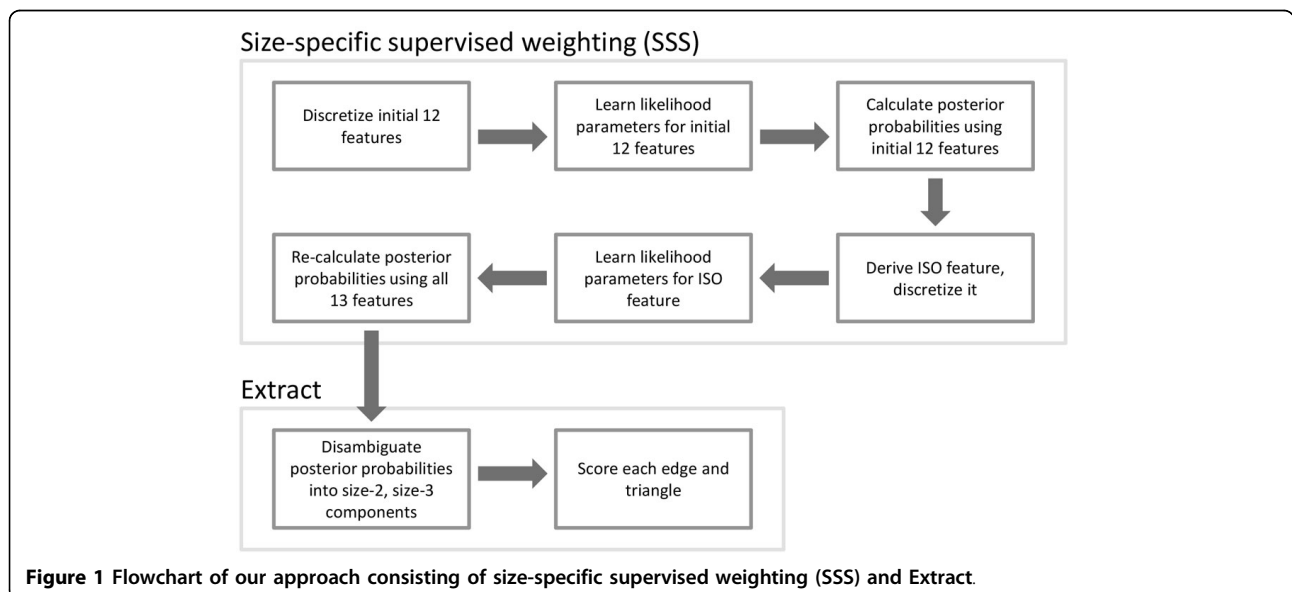 Size-specific supervised weighting (SSS)
Discretize initial 12
features
Learn likelihood
parameters for initial
12 features
Calculate posterior
probabilities using
initial 12 features
Re-calculate posterior
probabilities using all
13 features
Learn likelihood
parameters for ISO
feature
Derive ISO feature,
discretize it
Extract
Disambiguate
posterior probabilities
into size-2, size-3
components
Score each edge and
triangle
Figure 1 Flowchart of our approach consisting of size-specific supervised weighting (SSS) and Extract.